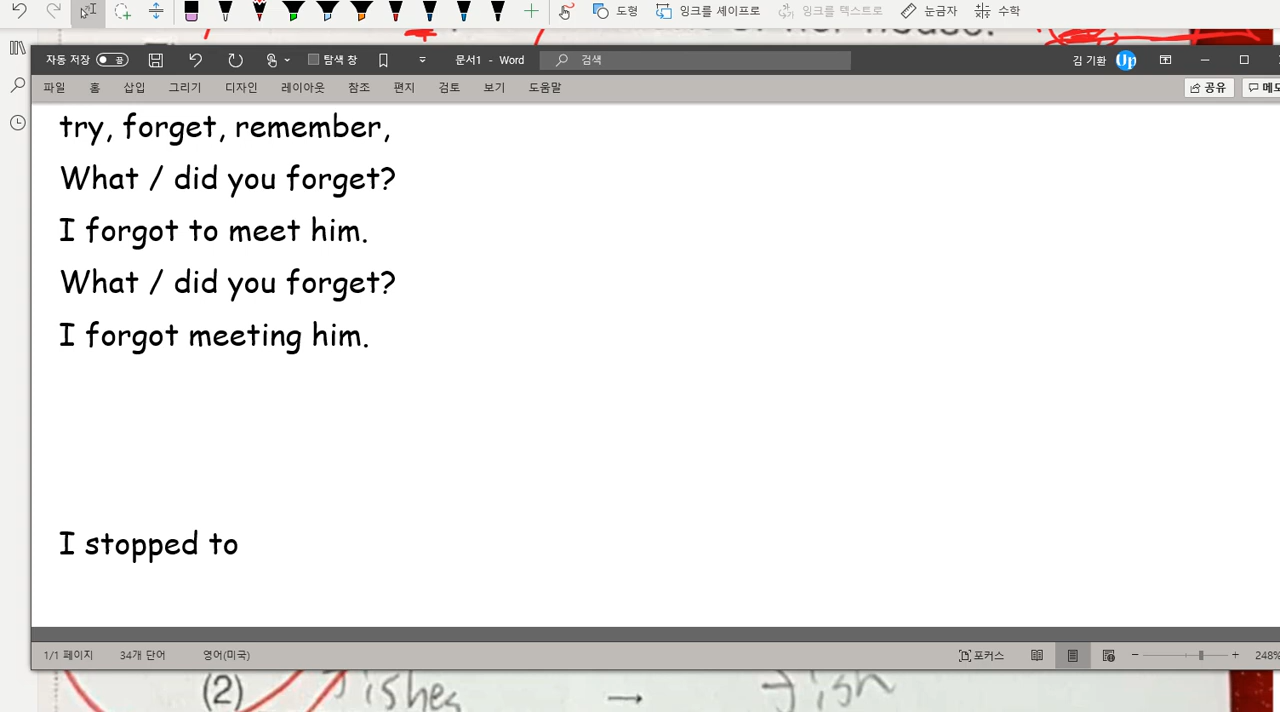 도형 잉크를 셰이프로 잉크를 텍스트로 눈금자 수학
자동 저장 끔 탐색 창 문서1 - Word 검색 김 기환 Up
파일 홈 삽입 그리기 디자인 레이아웃 참조 편지 검토 보기 도움말 공유
try, forget, remember,
What / did you forget?
I forgot to meet him.
What / did you forget?
I forgot meeting him.
I stopped to
1/1 페이지 34개 단어 영어(미국) 포커스 248%
(2) fishes → fish